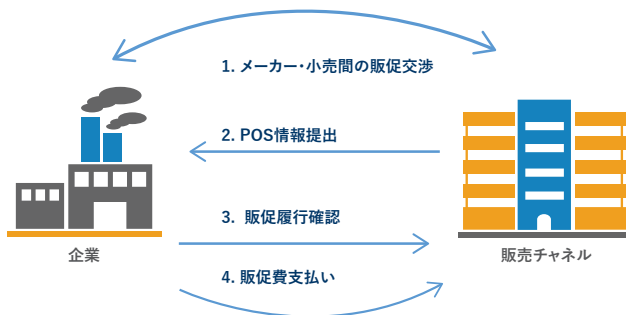 1. メーカー・小売間の販促交渉
2. POS情報提出
3. 販促履行確認
4. 販促費支払い
企業
販売チャネル